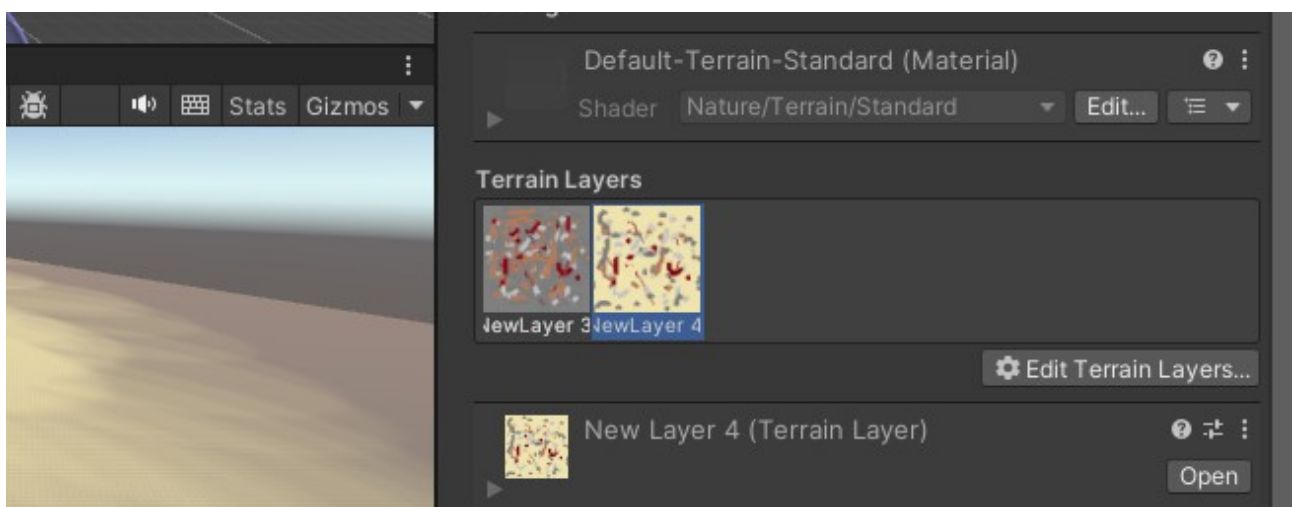 Default-Terrain-Standard (Material)
Stats Gizmos
Shader Nature/Terrain/Standard Edit...
Terrain Layers
NewLayer 3
NewLayer 4
Edit Terrain Layers...
New Layer 4 (Terrain Layer)
Open